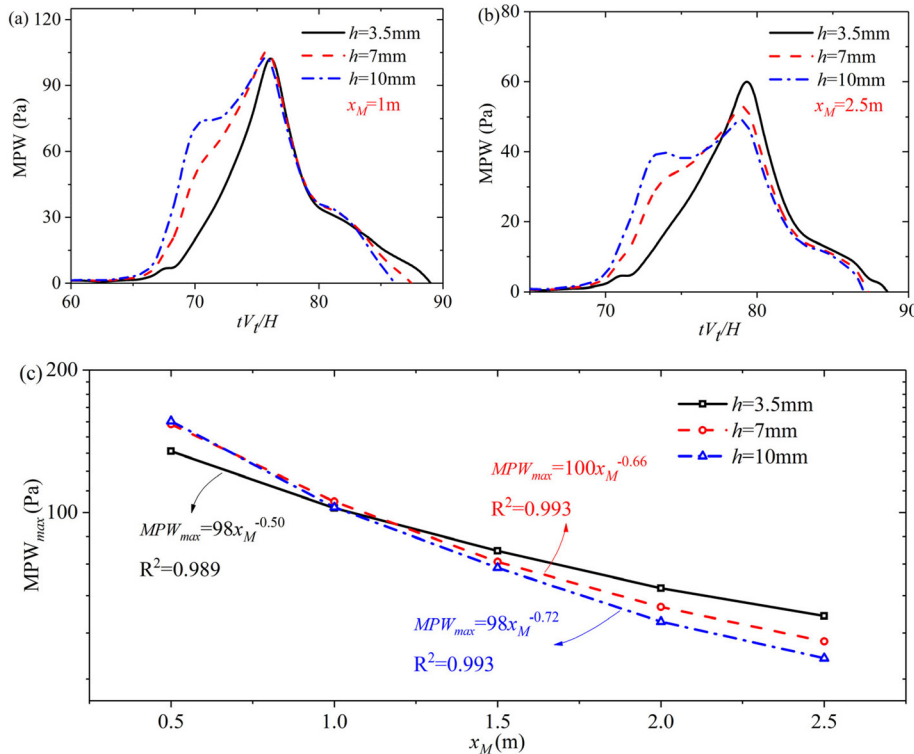 (a)
MPW (Pa)
120
90
60
30
0
h=3.5mm
h=7mm
h=10mm
x_M=1m
60 70 80 90
tV_t/H
(b)
MPW (Pa)
80
60
40
20
0
h=3.5mm
h=7mm
h=10mm
x_M=2.5m
70 80 90
tV_t/H
(c)
MPW_max (Pa)
200
100
h=3.5mm
h=7mm
h=10mm
MPW_max=100x_M^-0.66
R²=0.993
MPW_max=98x_M^-0.50
R²=0.989
MPW_max=98x_M^-0.72
R²=0.993
0.5 1.0 1.5 2.0 2.5
x_M (m)